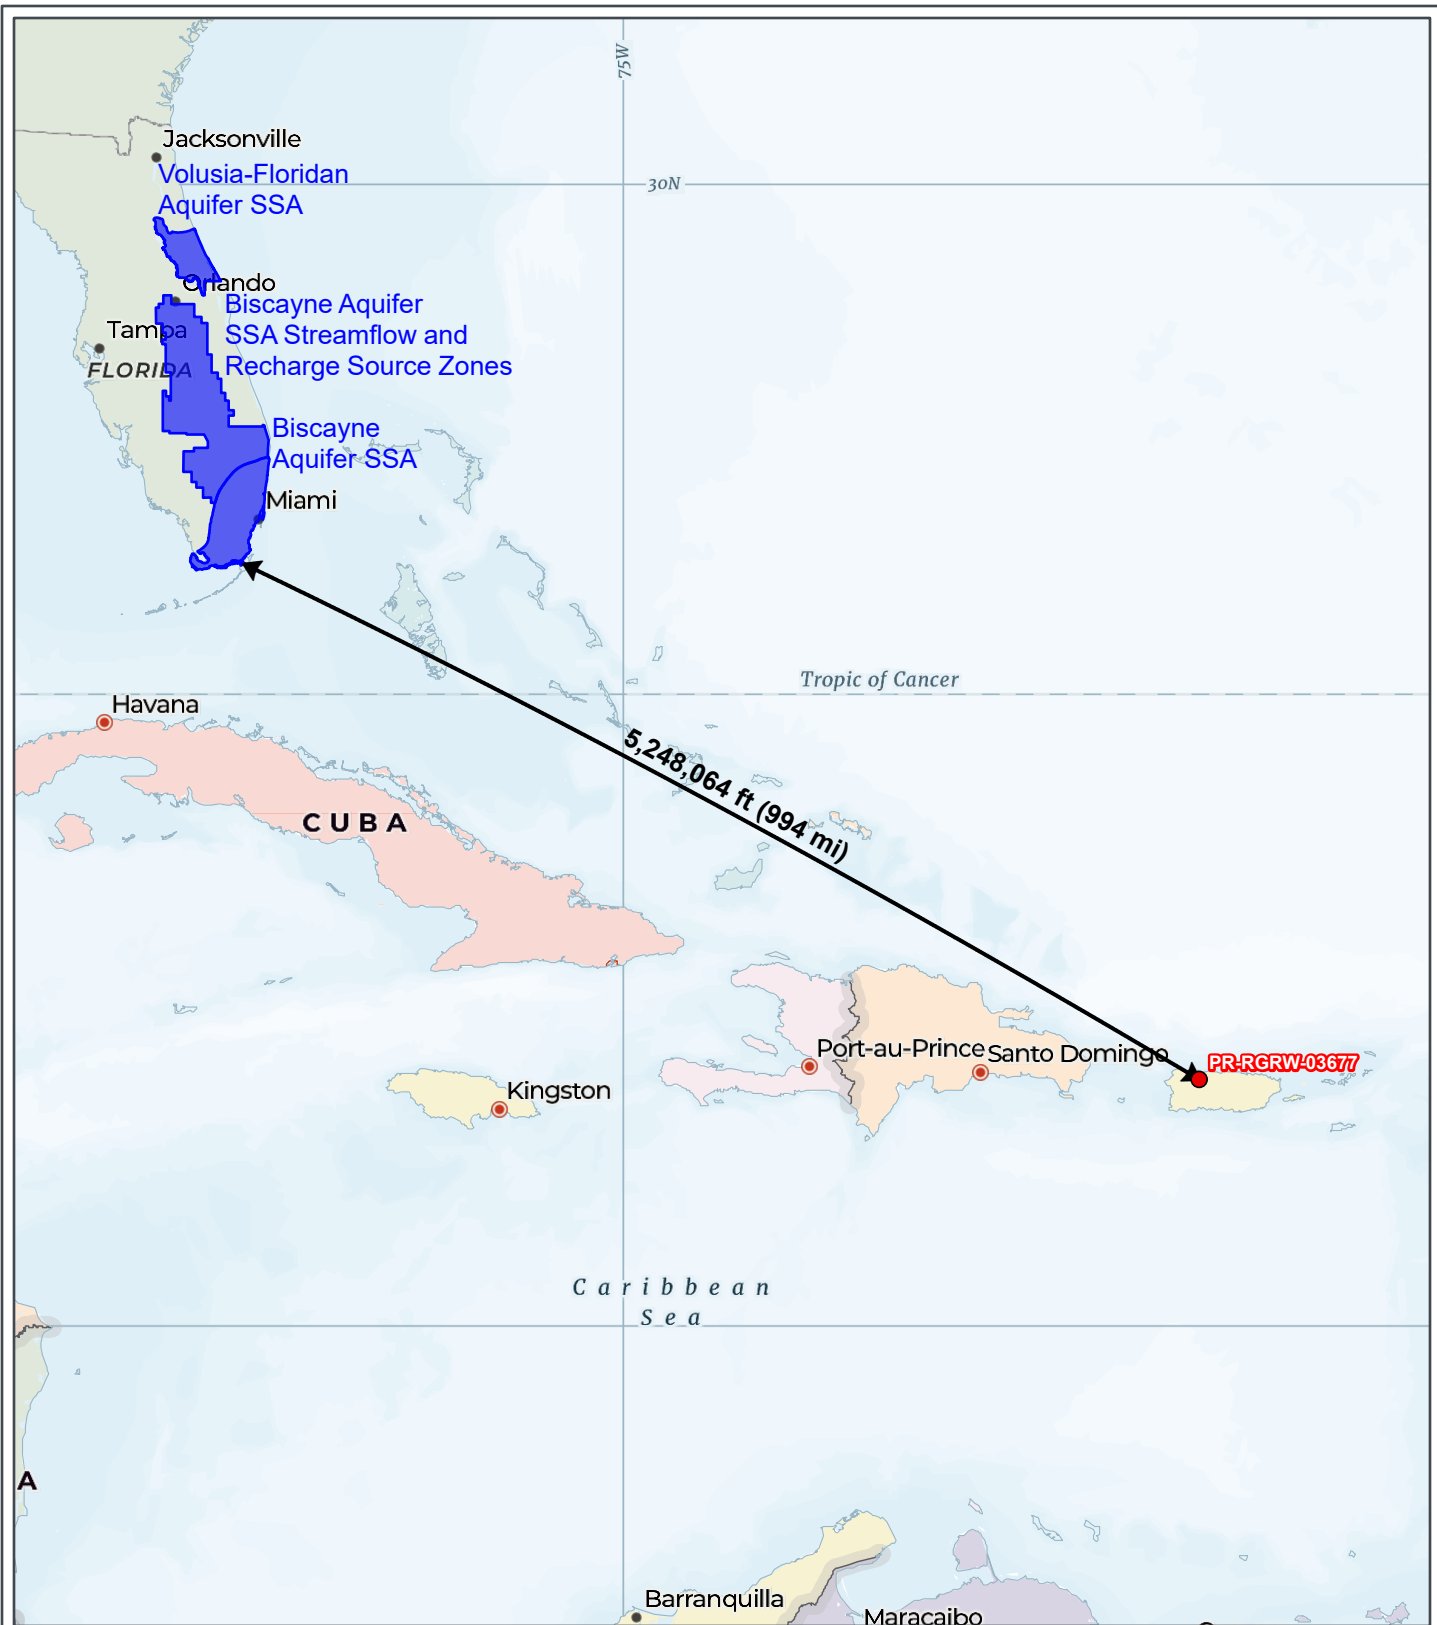 75W
Jacksonville
Volusia-Floridan
Aquifer SSA
30N
Orlando
Biscayne Aquifer
SSA Streamflow and
Recharge Source Zones
Tampa
FLORIDA
Biscayne
Aquifer SSA
Miami
Tropic of Cancer
Havana
5,248,064 ft (994 mi)
CUBA
Port-au-Prince
Santo Domingo
PR-RGRW-03677
Kingston
Caribbean
Sea
A
Barranquilla
Maracaibo